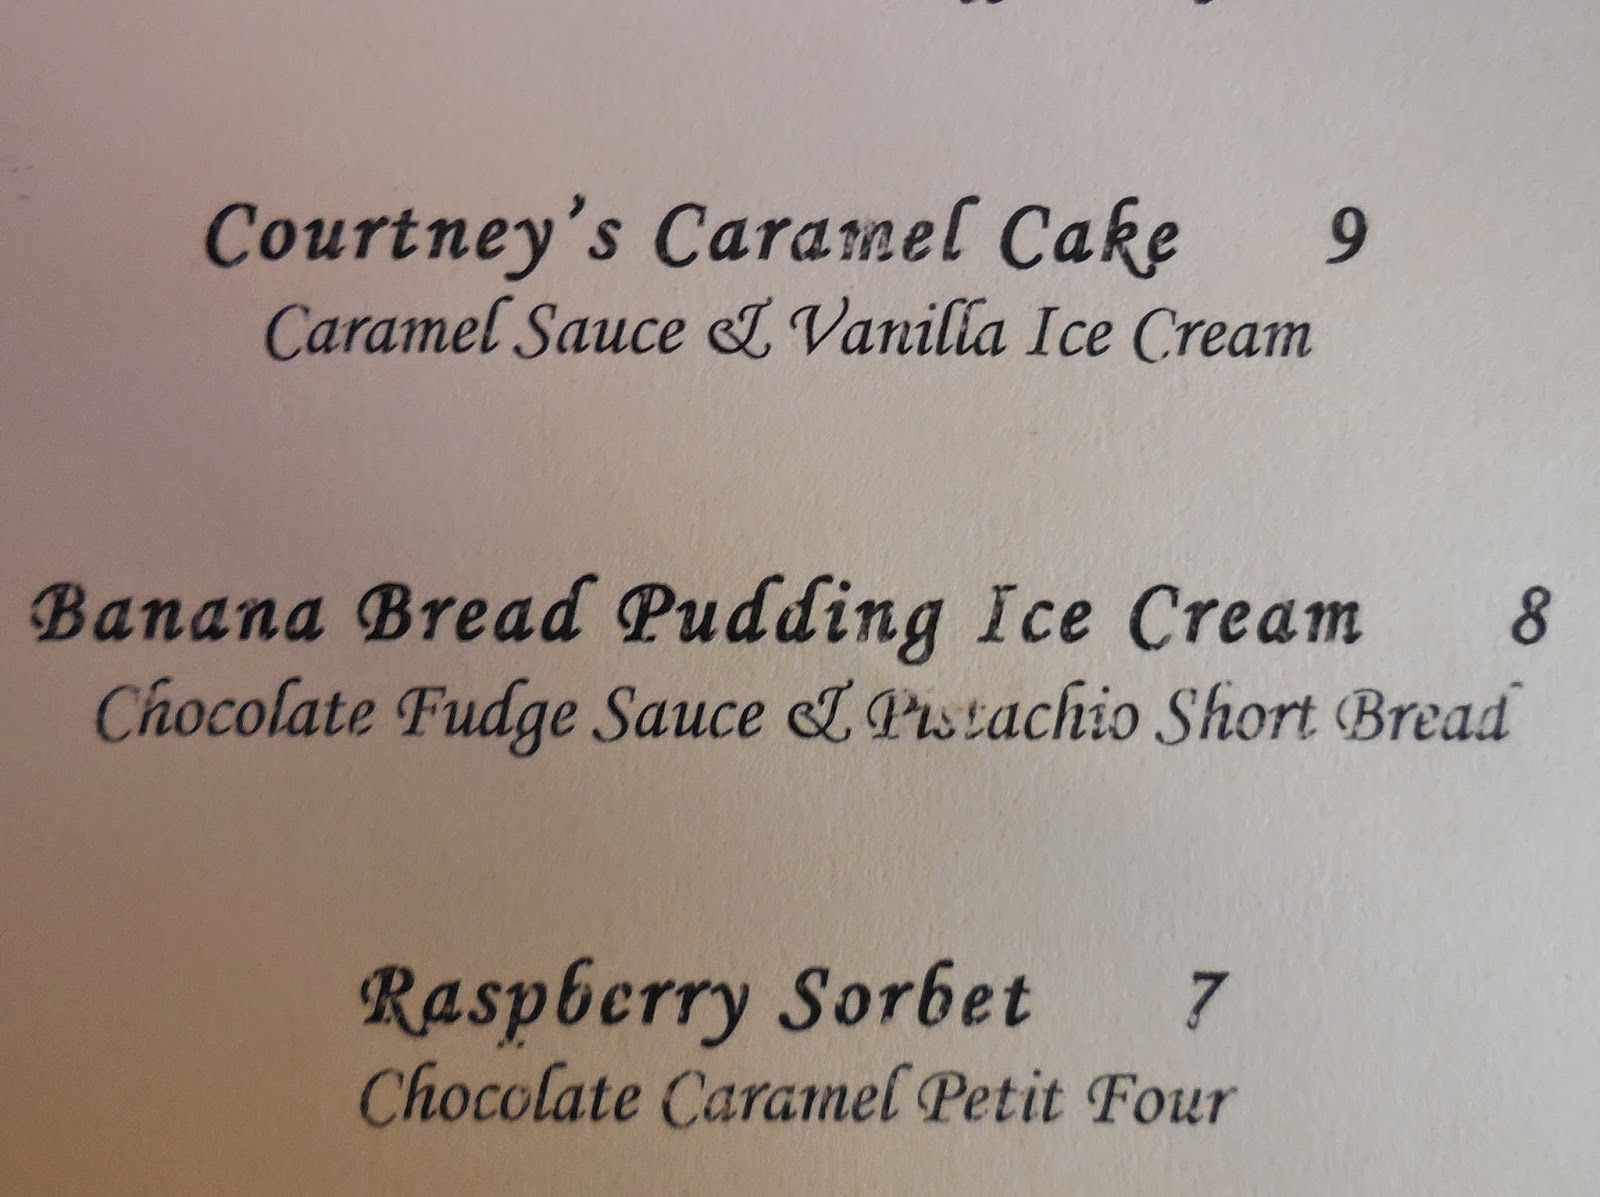 Courtney's Caramel Cake 9
Caramel Sauce & Vanilla Ice Cream
Banana Bread Pudding Ice Cream 8
Chocolate Fudge Sauce & Pistachio Short Bread
Raspberry Sorbet 7
Chocolate Caramel Petit Four